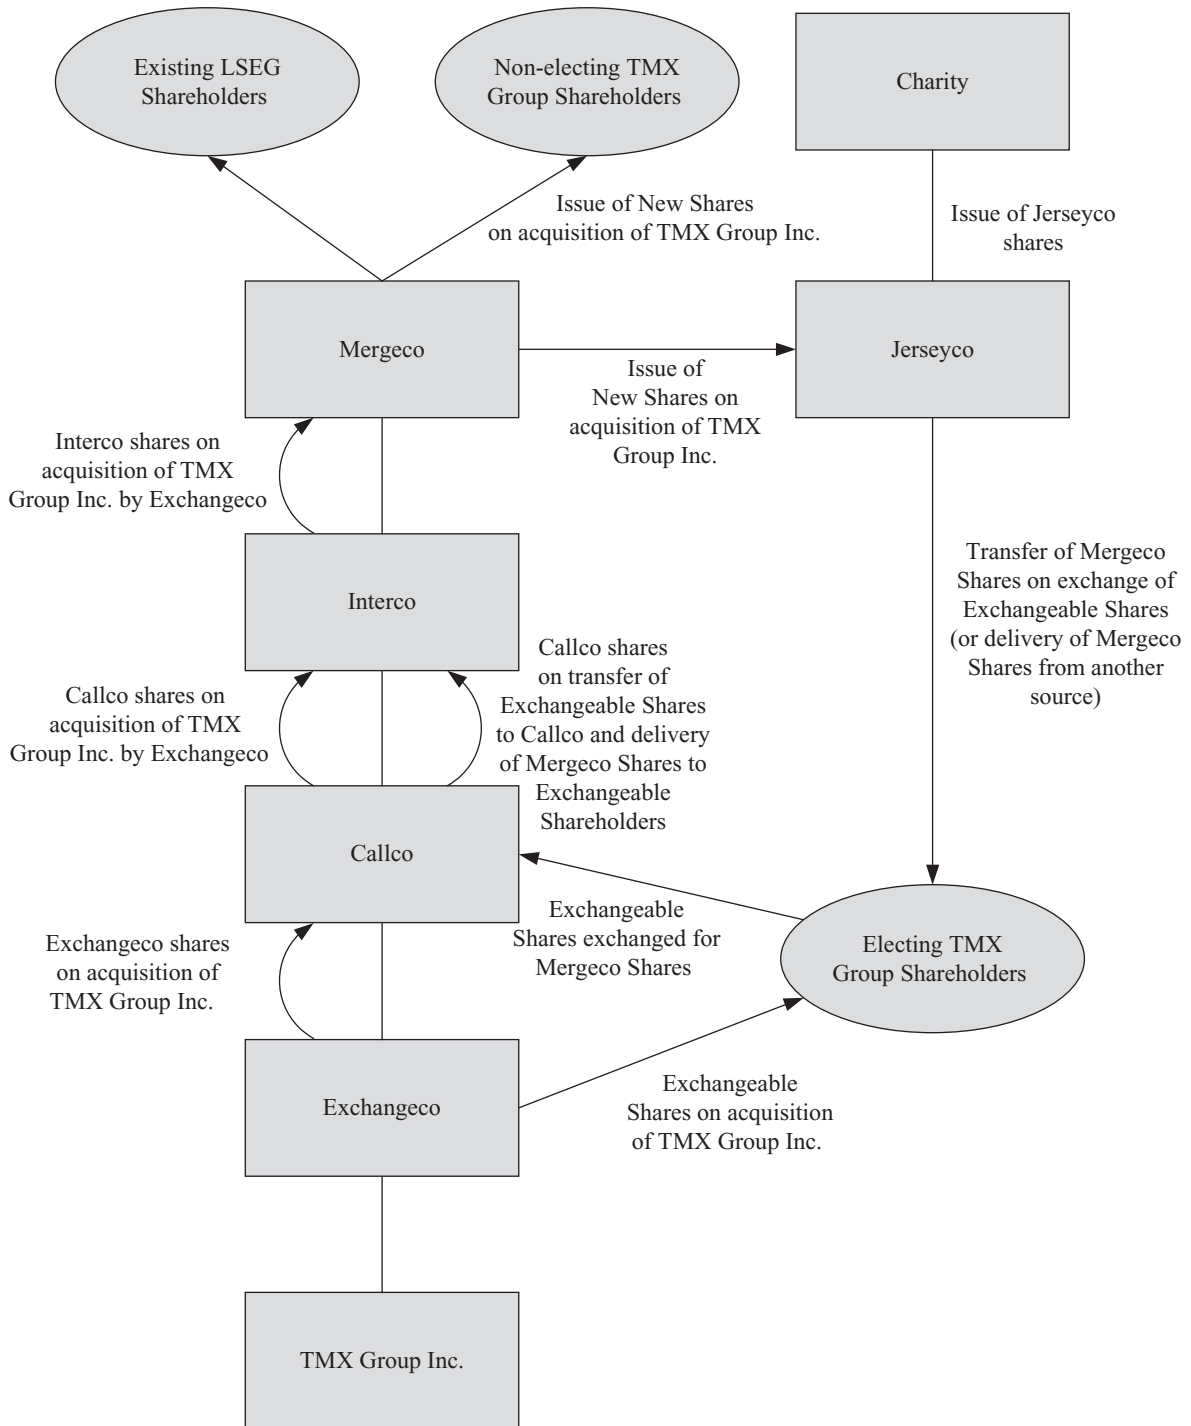 Existing LSEG
Shareholders
Non-electing TMX
Group Shareholders
Charity
Issue of New Shares
on acquisition of TMX Group Inc.
Issue of Jerseyco
shares
Mergeco
Jerseyco
Issue of
New Shares on
acquisition of TMX
Group Inc.
Interco shares on
acquisition of TMX
Group Inc. by Exchangeco
Interco
Transfer of Mergeco
Shares on exchange of
Exchangeable Shares
(or delivery of Mergeco
Shares from another
source)
Callco shares on
acquisition of TMX
Group Inc. by Exchangeco
Callco shares
on transfer of
Exchangeable Shares
to Callco and delivery
of Mergeco Shares to
Exchangeable
Shareholders
Callco
Exchangeable
Shares exchanged for
Mergeco Shares
Electing TMX
Group Shareholders
Exchangeco shares
on acquisition of
TMX Group Inc.
Exchangeco
Exchangeable
Shares on acquisition
of TMX Group Inc.
TMX Group Inc.